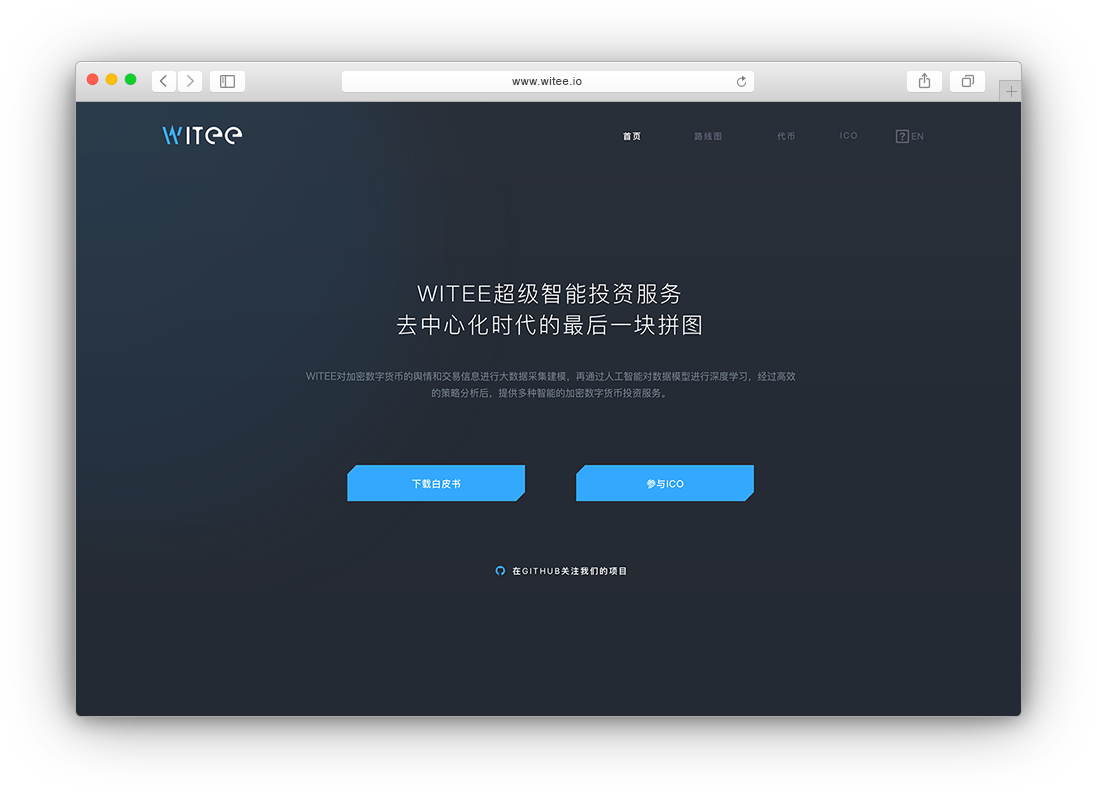 www.witee.io
WITEE
首页 路线图 代币 ICO ? EN
WITEE超级智能投资服务
去中心化时代的最后一块拼图
WITEE对加密数字货币的舆情和交易信息进行大数据采集建模，再通过人工智能对数据模型进行深度学习，经过高效
的策略分析后，提供多种智能的加密数字货币投资服务。
下载白皮书 参与ICO
在GITHUB关注我们的项目